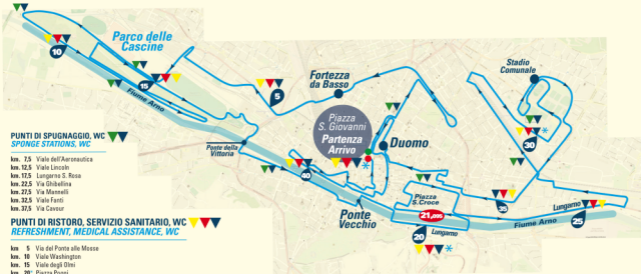 Parco delle
Cascine
10
15
Fiume Arno
5
Fortezza
da Basso
Stadio
Comunale
Piazza
S. Giovanni
Partenza
Arrivo
Duomo
30
Ponte della
Vittoria
40
Piazza
S.Croce
Ponte
Vecchio
21,095
20
Lungarno
35
Fiume Arno
Lungarno
25
PUNTI DI SPUGNAGGIO, WC
SPONGE STATIONS, WC
km. 7,5 Viale dell'Aeronautica
km. 12,5 Viale Lincoln
km. 17,5 Lungarno S. Rosa
km. 22,5 Via Ghibellina
km. 27,5 Via Mannelli
km. 32,5 Viale Fanti
km. 37,5 Via Cavour
PUNTI DI RISTORO, SERVIZIO SANITARIO, WC
REFRESHMENT, MEDICAL ASSISTANCE, WC
km 5 Via del Ponte alle Mosse
km. 10 Viale Washington
km. 15 Viale degli Olmi
km. 20* Piazza Poggi